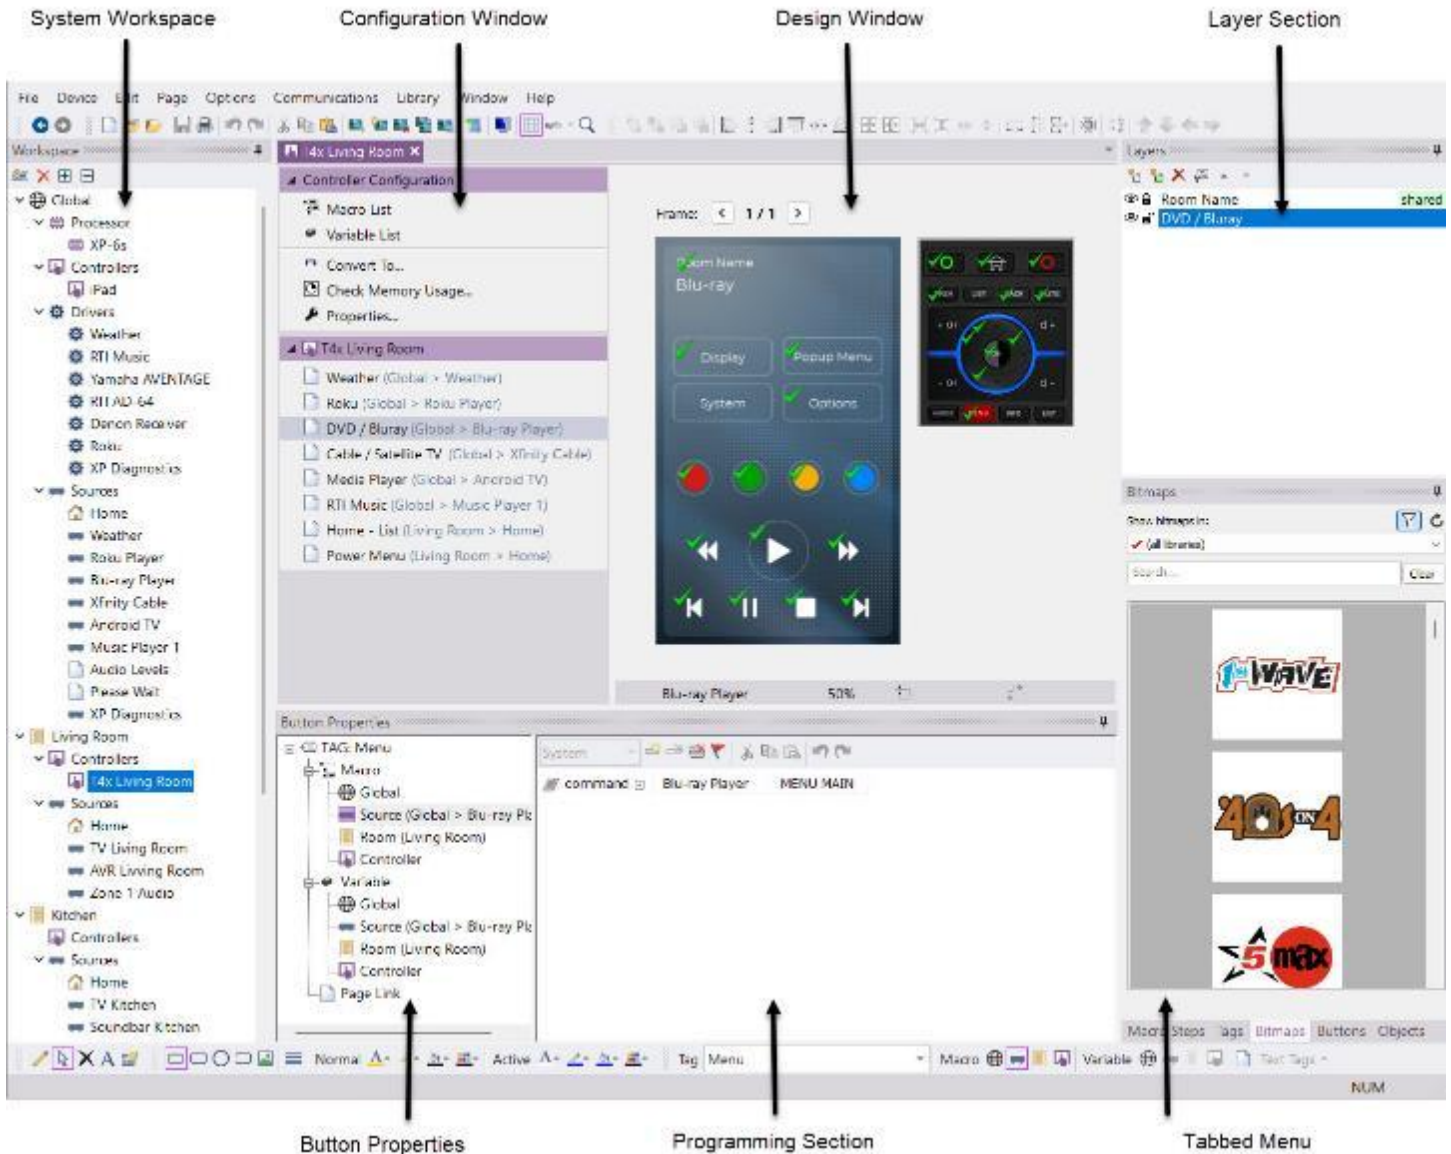 System Workspace
Configuration Window
Design Window
Layer Section
File Device Edit Page Options Communications Library Window Help
Workspace
T4x Living Room
Layers
Global
Processor
XP-6s
Controllers
iPad
Drivers
Weather
RTI Music
Yamaha AVENTAGE
RTI AD-64
Denon Receiver
Roku
XP Diagnostics
Sources
Home
Weather
Roku Player
Blu-ray Player
Xfinity Cable
Android TV
Music Player 1
Audio Levels
Please Wait
XP Diagnostics
Living Room
Controllers
T4x Living Room
Sources
Home
TV Living Room
AVR Livving Room
Zone 1 Audio
Kitchen
Controllers
Sources
Home
TV Kitchen
Soundbar Kitchen
Controller Configuration
Macro List
Variable List
Convert To...
Check Memory Usage...
Properties...
T4x Living Room
Weather (Global > Weather)
Roku (Global > Roku Player)
DVD / Bluray (Global > Blu-ray Player)
Cable / Satellite TV (Global > Xfinity Cable)
Media Player (Global > Android TV)
RTI Music (Global > Music Player 1)
Home - List (Living Room > Home)
Power Menu (Living Room > Home)
Frame: < 1 / 1 >
Room Name
Blu-ray
Display
Popup Menu
System
Options
Blu-ray Player 50%
Room Name shared
DVD / Bluray
Bitmaps
Show bitmaps in:
(all libraries)
Search...
Clear
1st WAVE
'40s ON 4
5 max
Macro Steps Tags Bitmaps Buttons Objects
Button Properties
TAG: Menu
Macro
Global
Source (Global > Blu-ray Pla
Room (Living Room)
Controller
Variable
Global
Source (Global > Blu-ray Pla
Room (Living Room)
Controller
Page Link
System
command Blu-ray Player MENU MAIN
Normal Active Tag Menu Macro Variable Text Tags
NUM
Button Properties
Programming Section
Tabbed Menu